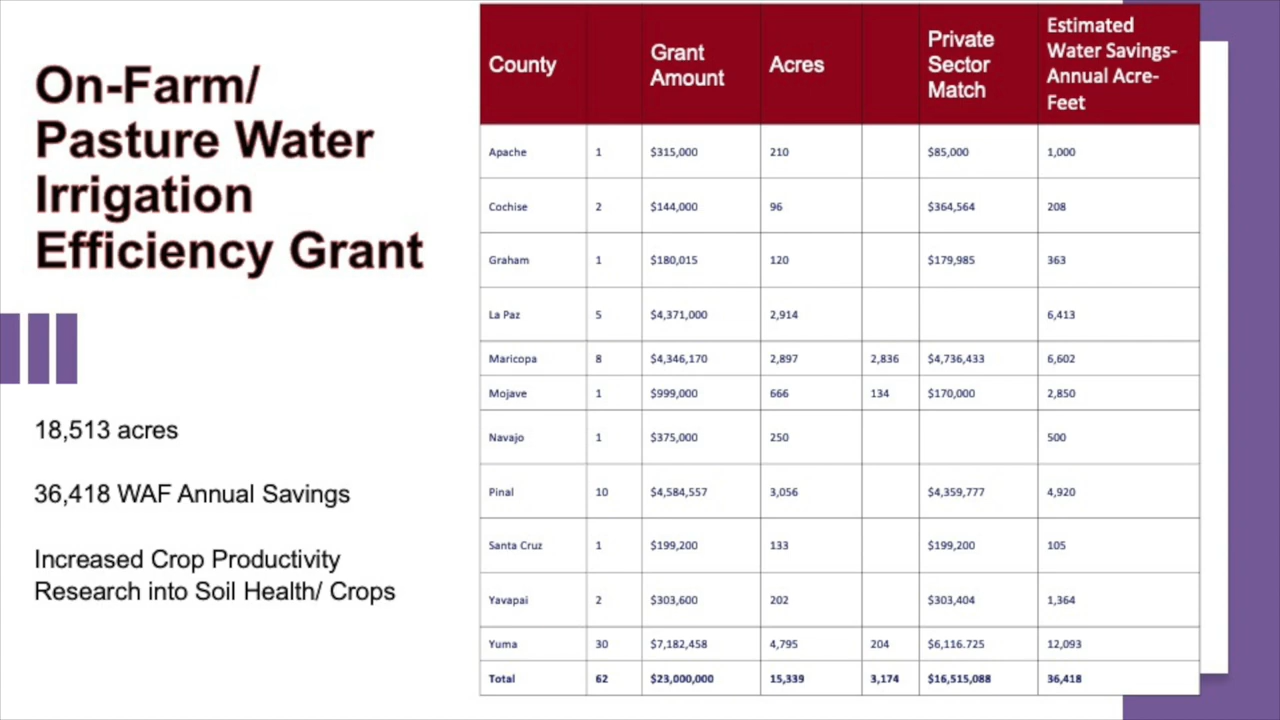 On-Farm/
Pasture Water
Irrigation
Efficiency Grant
18,513 acres
36,418 WAF Annual Savings
Increased Crop Productivity
Research into Soil Health/ Crops
County Grant Amount Acres Private Sector Match Estimated Water Savings- Annual Acre- Feet
Apache 1 $315,000 210 $85,000 1,000
Cochise 2 $144,000 96 $364,564 208
Graham 1 $180,015 120 $179,985 363
La Paz 5 $4,371,000 2,914 6,413
Maricopa 8 $4,346,170 2,897 2,836 $4,736,433 6,602
Mojave 1 $999,000 666 134 $170,000 2,850
Navajo 1 $375,000 250 500
Pinal 10 $4,584,557 3,056 $4,359,777 4,920
Santa Cruz 1 $199,200 133 $199,200 105
Yavapai 2 $303,600 202 $303,404 1,364
Yuma 30 $7,182,458 4,795 204 $6,116.725 12,093
Total 62 $23,000,000 15,339 3,174 $16,515,088 36,418